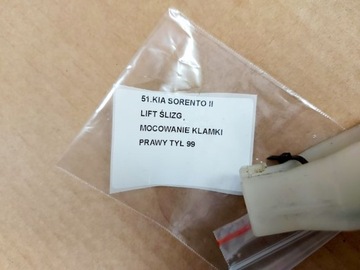 51.KIA SORENTO II
LIFT ŚLIZG,
MOCOWANIE KLAMKI
PRAWY TYL 99